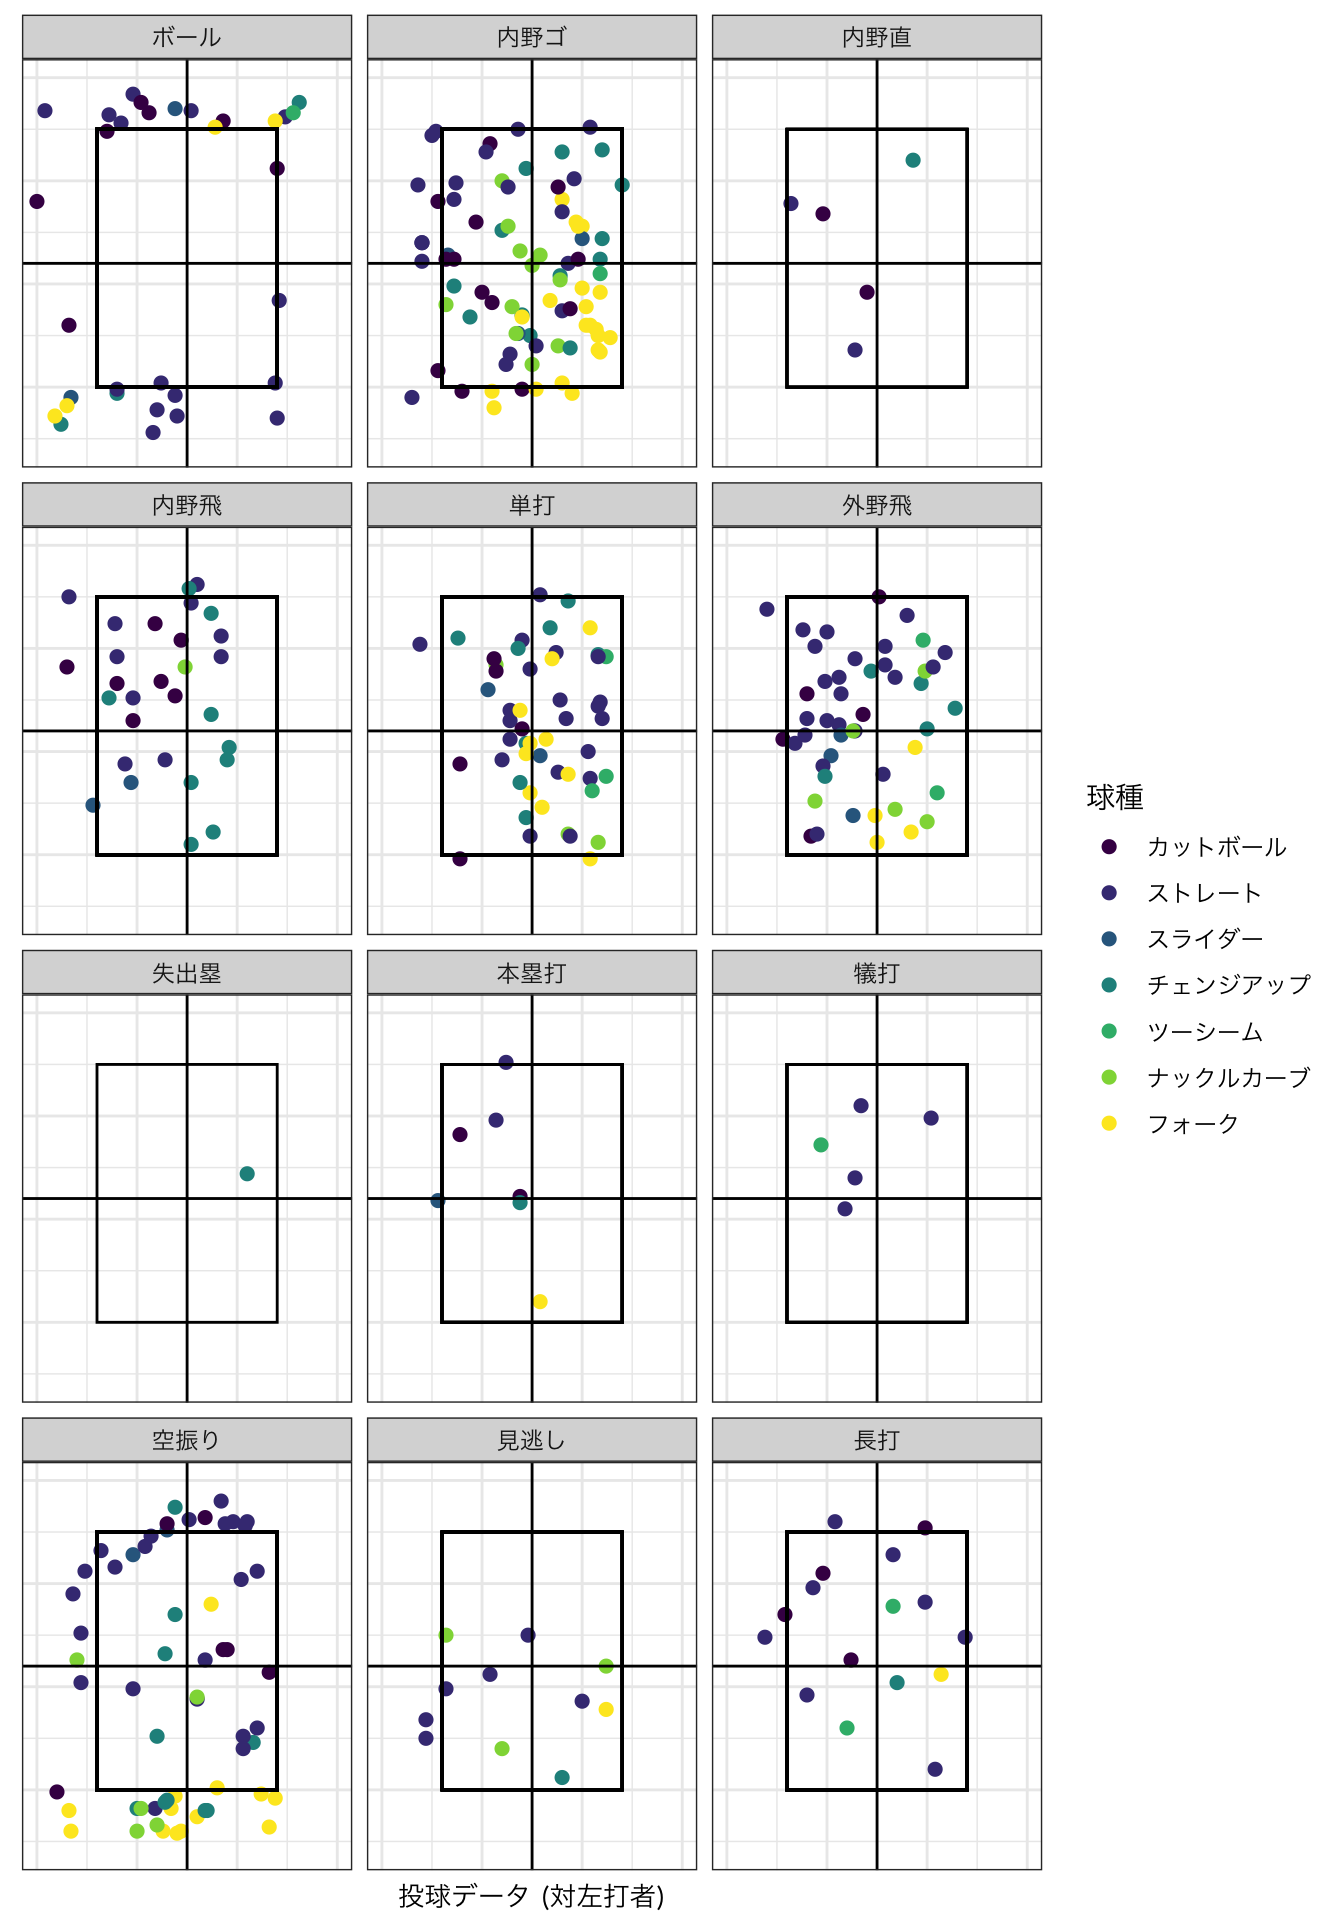 ボール
内野ゴ
内野直
内野飛
単打
外野飛
失出塁
本塁打
犠打
空振り
見逃し
長打
球種
カットボール
ストレート
スライダー
チェンジアップ
ツーシーム
ナックルカーブ
フォーク
投球データ (対左打者)